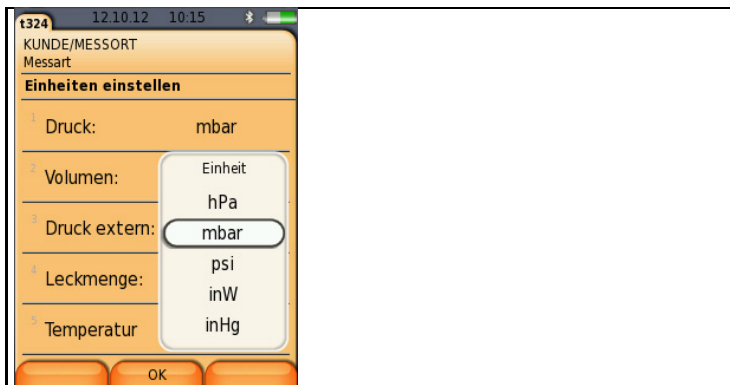 t324 12.10.12 10:15
KUNDE/MESSORT
Messart
Einheiten einstellen
1 Druck: mbar
2 Volumen:
3 Druck extern:
4 Leckmenge:
5 Temperatur
Einheit
hPa
mbar
psi
inW
inHg
OK